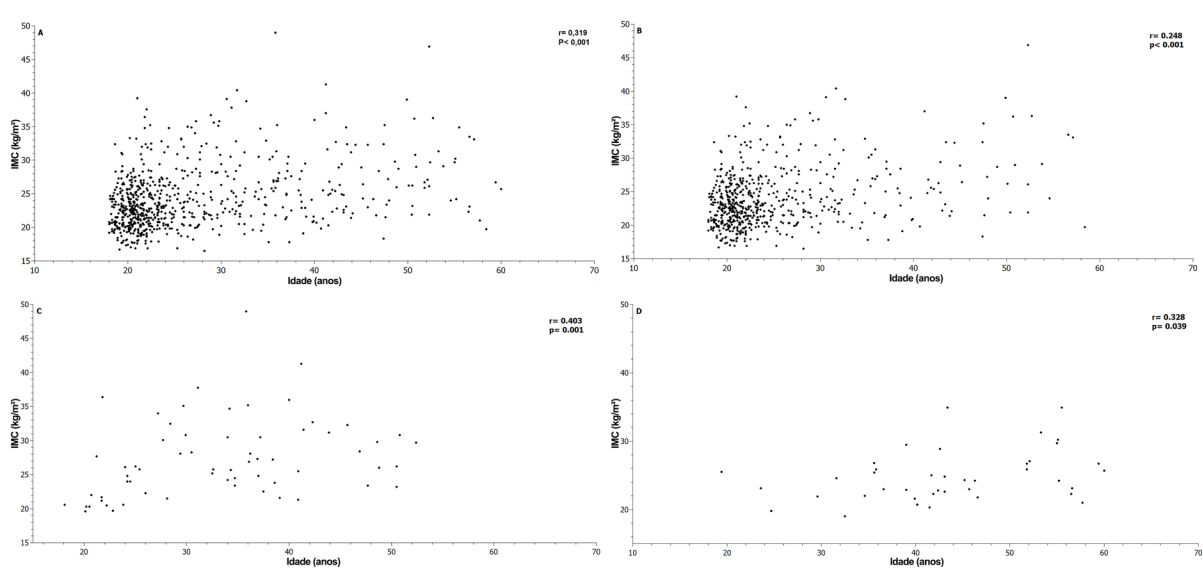 A
r= 0,319
P< 0,001
IMC (kg/m²)
50
45
40
35
30
25
20
15
10 20 30 40 50 60 70
Idade (anos)
B
r= 0.248
p< 0.001
IMC (kg/m²)
50
45
40
35
30
25
20
15
10 20 30 40 50 60 70
Idade (anos)
C
r= 0.403
p= 0.001
IMC (kg/m²)
50
45
40
35
30
25
20
15
20 30 40 50 60 70
Idade (anos)
D
r= 0.328
p= 0.039
IMC (kg/m²)
50
40
30
20
10 20 30 40 50 60 70
Idade (anos)